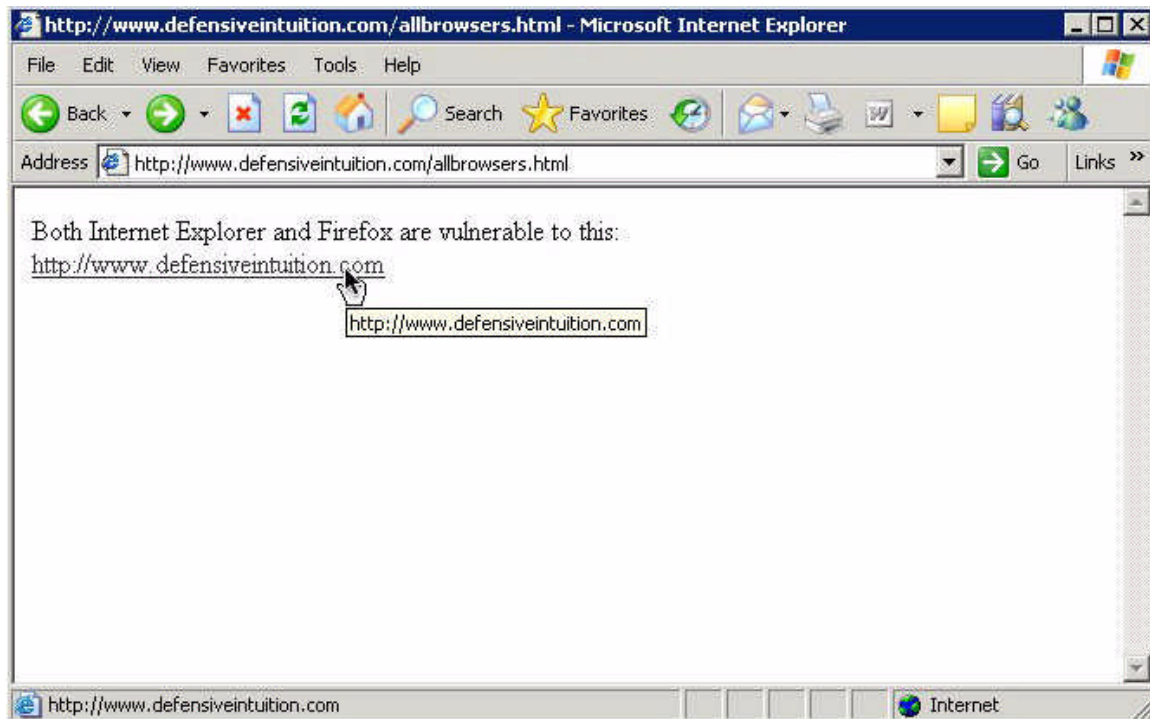 http://www.defensiveintuition.com/allbrowsers.html - Microsoft Internet Explorer
File Edit View Favorites Tools Help
Back Search Favorites W
Address http://www.defensiveintuition.com/allbrowsers.html Go Links »
Both Internet Explorer and Firefox are vulnerable to this:
http://www.defensiveintuition.com
http://www.defensiveintuition.com
http://www.defensiveintuition.com Internet